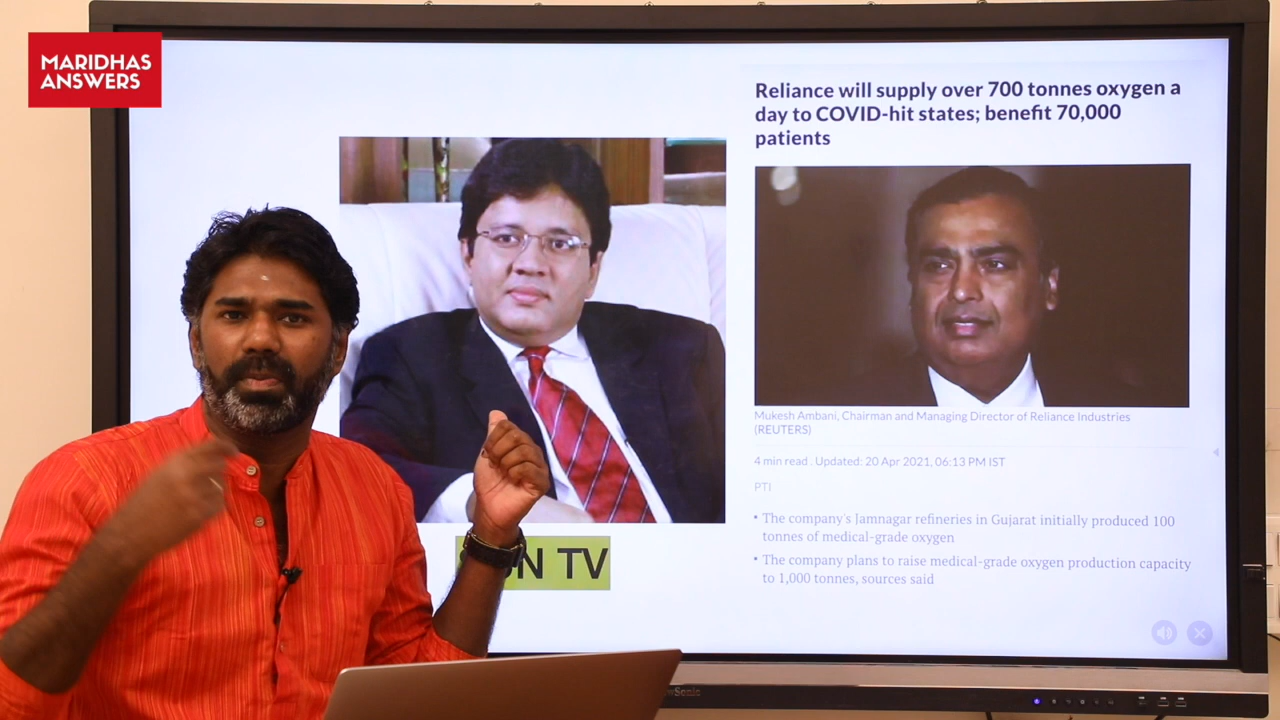 MARIDHAS
ANSWERS
Reliance will supply over 700 tonnes oxygen a
day to COVID-hit states; benefit 70,000
patients
Mukesh Ambani, Chairman and Managing Director of Reliance Industries
(REUTERS)
4 min read . Updated: 20 Apr 2021, 06:13 PM IST
PTI
• The company's Jamnagar refineries in Gujarat initially produced 100
tonnes of medical-grade oxygen
• The company plans to raise medical-grade oxygen production capacity
to 1,000 tonnes, sources said
TV